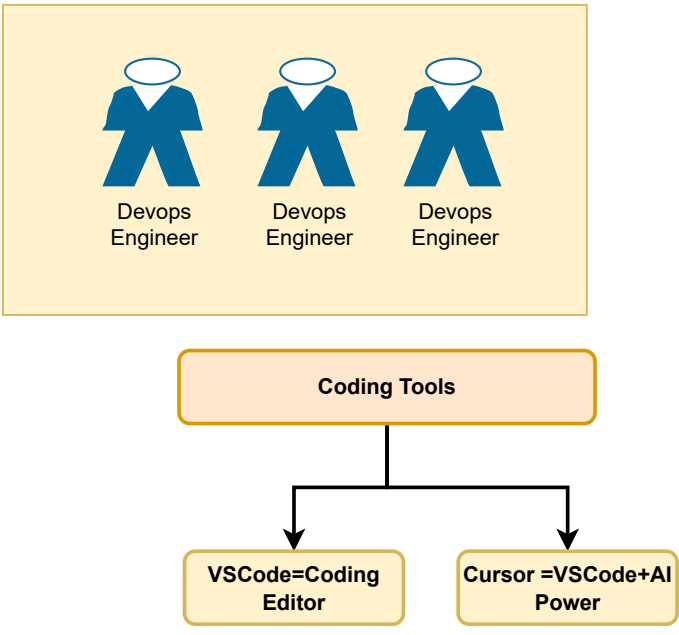 Devops
Engineer
Devops
Engineer
Devops
Engineer
Coding Tools
VSCode=Coding
Editor
Cursor =VSCode+AI
Power